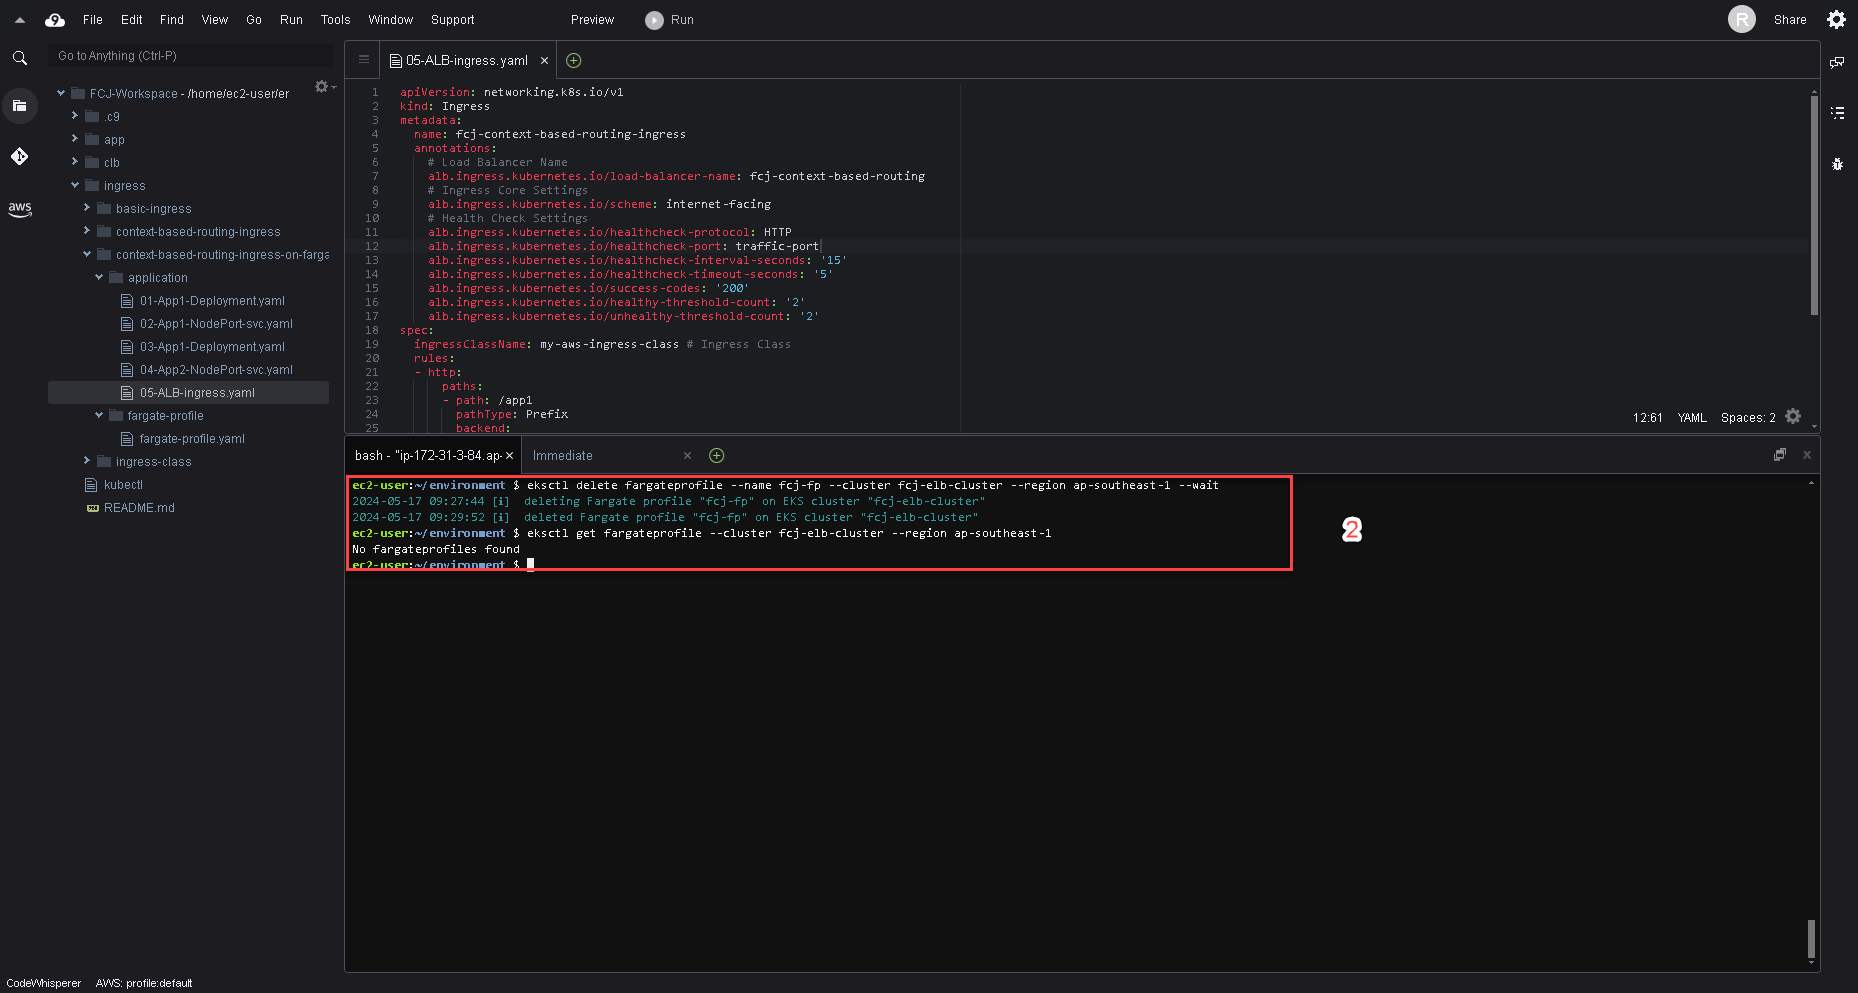 File Edit Find View Go Run Tools Window Support Preview Run R Share
Go to Anything (Ctrl-P)
FCJ-Workspace - /home/ec2-user/er
.c9
app
clb
ingress
basic-ingress
context-based-routing-ingress
context-based-routing-ingress-on-farga
application
01-App1-Deployment.yaml
02-App1-NodePort-svc.yaml
03-App1-Deployment.yaml
04-App2-NodePort-svc.yaml
05-ALB-ingress.yaml
fargate-profile
fargate-profile.yaml
ingress-class
kubectl
README.md
aws
05-ALB-ingress.yaml
1 apiVersion: networking.k8s.io/v1
2 kind: Ingress
3 metadata:
4 name: fcj-context-based-routing-ingress
5 annotations:
6 # Load Balancer Name
7 alb.ingress.kubernetes.io/load-balancer-name: fcj-context-based-routing
8 # Ingress Core Settings
9 alb.ingress.kubernetes.io/scheme: internet-facing
10 # Health Check Settings
11 alb.ingress.kubernetes.io/healthcheck-protocol: HTTP
12 alb.ingress.kubernetes.io/healthcheck-port: traffic-port
13 alb.ingress.kubernetes.io/healthcheck-interval-seconds: '15'
14 alb.ingress.kubernetes.io/healthcheck-timeout-seconds: '5'
15 alb.ingress.kubernetes.io/success-codes: '200'
16 alb.ingress.kubernetes.io/healthy-threshold-count: '2'
17 alb.ingress.kubernetes.io/unhealthy-threshold-count: '2'
18 spec:
19 ingressClassName: my-aws-ingress-class # Ingress Class
20 rules:
21 - http:
22 paths:
23 - path: /app1
24 pathType: Prefix
25 backend:
12:61 YAML Spaces: 2
bash - "ip-172-31-3-84.ap- Immediate
ec2-user:~/environment $ eksctl delete fargateprofile --name fcj-fp --cluster fcj-elb-cluster --region ap-southeast-1 --wait
2024-05-17 09:27:44 [i] deleting Fargate profile "fcj-fp" on EKS cluster "fcj-elb-cluster"
2024-05-17 09:29:52 [i] deleted Fargate profile "fcj-fp" on EKS cluster "fcj-elb-cluster"
ec2-user:~/environment $ eksctl get fargateprofile --cluster fcj-elb-cluster --region ap-southeast-1
No fargateprofiles found
ec2-user:~/environment $
2
CodeWhisperer AWS: profile:default